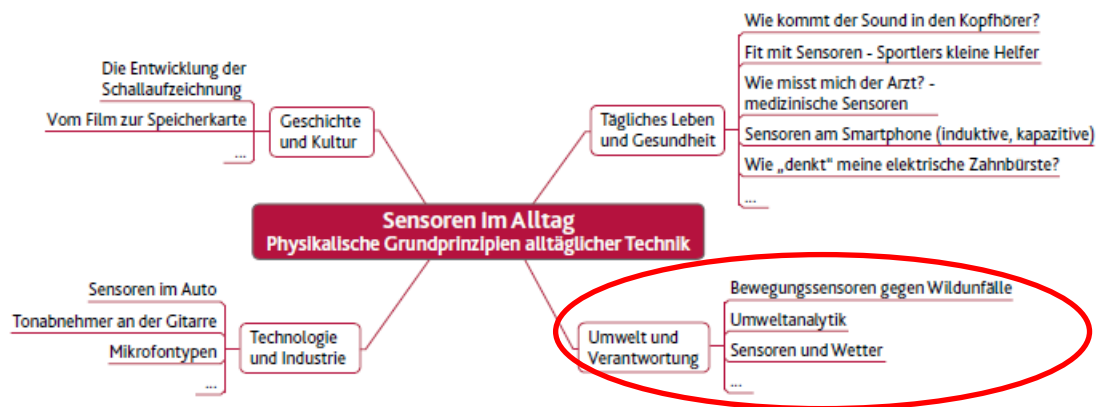 Wie kommt der Sound in den Kopfhörer?
Fit mit Sensoren - Sportlers kleine Helfer
Wie misst mich der Arzt? -
medizinische Sensoren
Sensoren am Smartphone (induktive, kapazitive)
Wie „denkt“ meine elektrische Zahnbürste?
...
Tägliches Leben
und Gesundheit
Die Entwicklung der
Schallaufzeichnung
Vom Film zur Speicherkarte
...
Geschichte
und Kultur
Sensoren im Alltag
Physikalische Grundprinzipien alltäglicher Technik
Sensoren im Auto
Tonabnehmer an der Gitarre
Mikrofontypen
...
Technologie
und Industrie
Umwelt und
Verantwortung
Bewegungssensoren gegen Wildunfälle
Umweltanalytik
Sensoren und Wetter
...